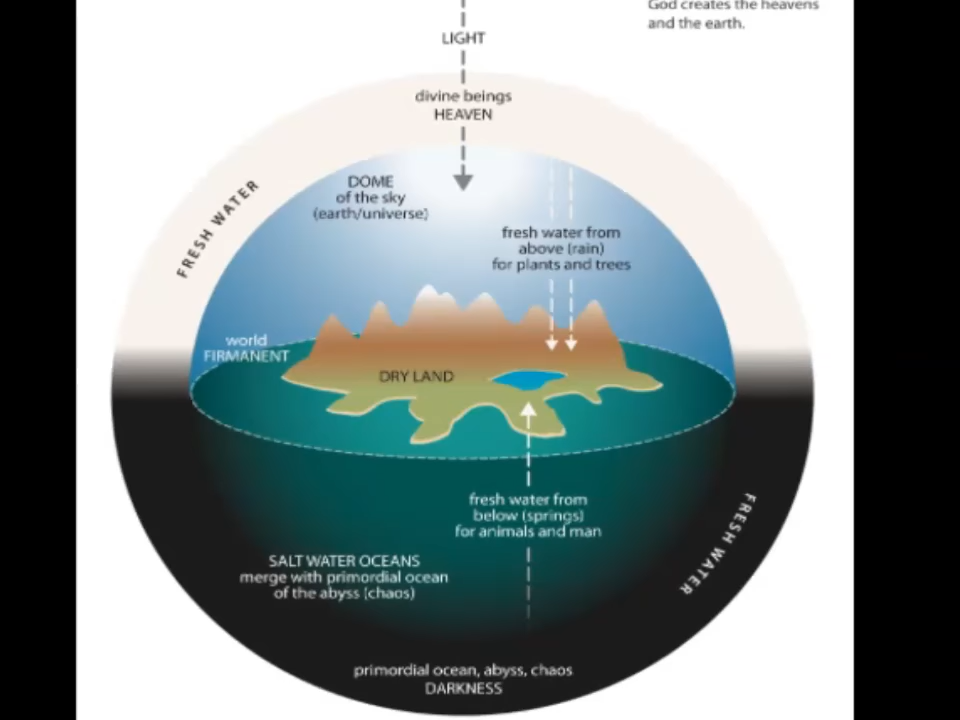 God creates the heavens
and the earth.
LIGHT
divine beings
HEAVEN
DOME
of the sky
(earth/universe)
FRESH WATER
fresh water from
above (rain)
for plants and trees
world
FIRMANENT
DRY LAND
fresh water from
below (springs)
for animals and man
FRESH WATER
SALT WATER OCEANS
merge with primordial ocean
of the abyss (chaos)
primordial ocean, abyss, chaos
DARKNESS